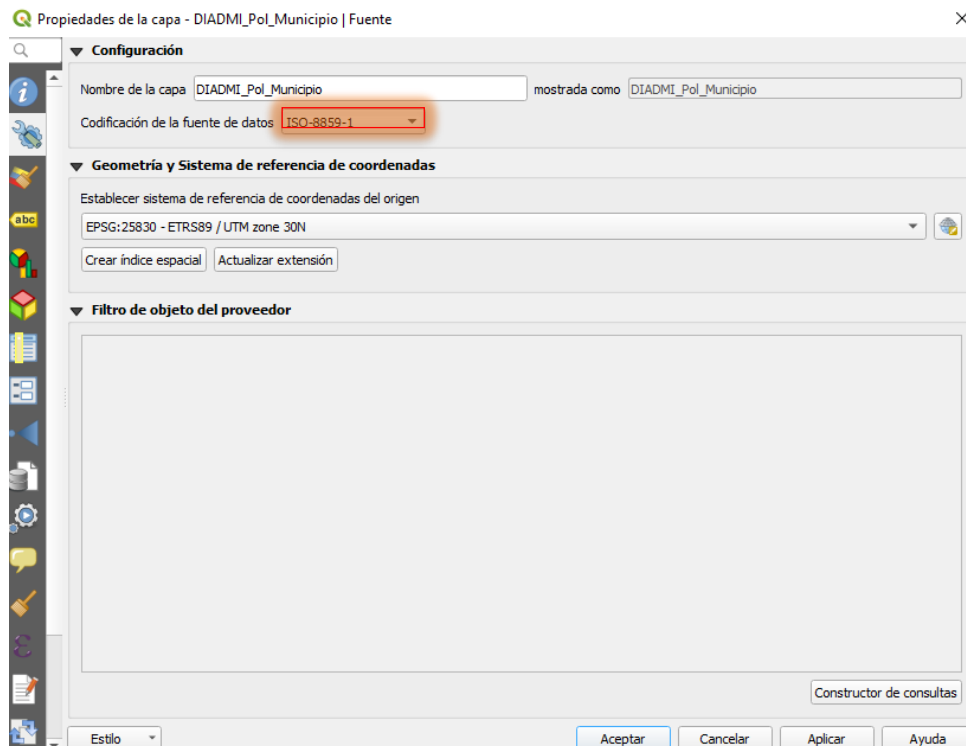 Propiedades de la capa - DIADMI_Pol_Municipio | Fuente
Configuración
Nombre de la capa DIADMI_Pol_Municipio mostrada como DIADMI_Pol_Municipio
Codificación de la fuente de datos ISO-8859-1
abc
Geometría y Sistema de referencia de coordenadas
Establecer sistema de referencia de coordenadas del origen
EPSG:25830 - ETRS89 / UTM zone 30N
Crear índice espacial Actualizar extensión
Filtro de objeto del proveedor
Constructor de consultas
Estilo Aceptar Cancelar Aplicar Ayuda